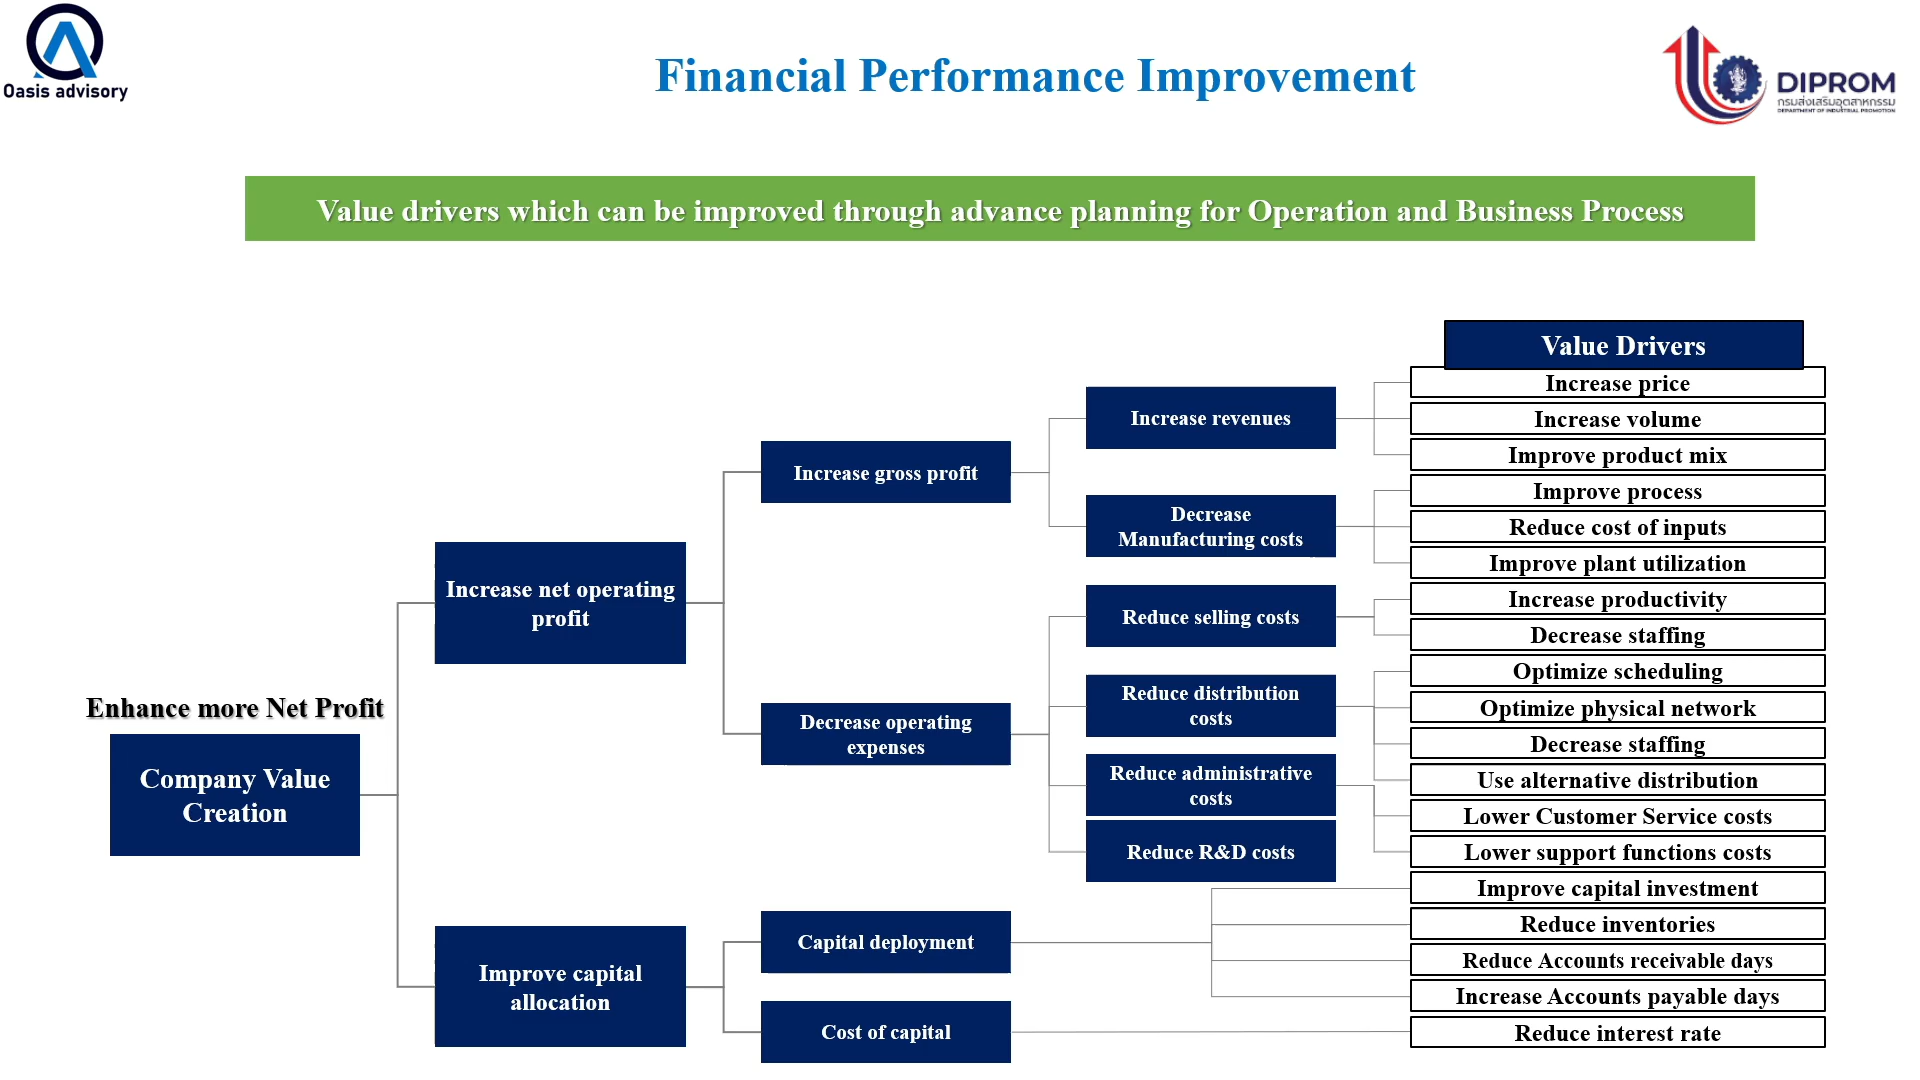 Oasis advisory
Financial Performance Improvement
DIPROM
กรมส่งเสริมอุตสาหกรรม
DEPARTMENT OF INDUSTRIAL PROMOTION
Value drivers which can be improved through advance planning for Operation and Business Process
Enhance more Net Profit
Company Value
Creation
Increase net operating
profit
Improve capital
allocation
Increase gross profit
Decrease operating
expenses
Capital deployment
Cost of capital
Increase revenues
Decrease
Manufacturing costs
Reduce selling costs
Reduce distribution
costs
Reduce administrative
costs
Reduce R&D costs
Value Drivers
Increase price
Increase volume
Improve product mix
Improve process
Reduce cost of inputs
Improve plant utilization
Increase productivity
Decrease staffing
Optimize scheduling
Optimize physical network
Decrease staffing
Use alternative distribution
Lower Customer Service costs
Lower support functions costs
Improve capital investment
Reduce inventories
Reduce Accounts receivable days
Increase Accounts payable days
Reduce interest rate